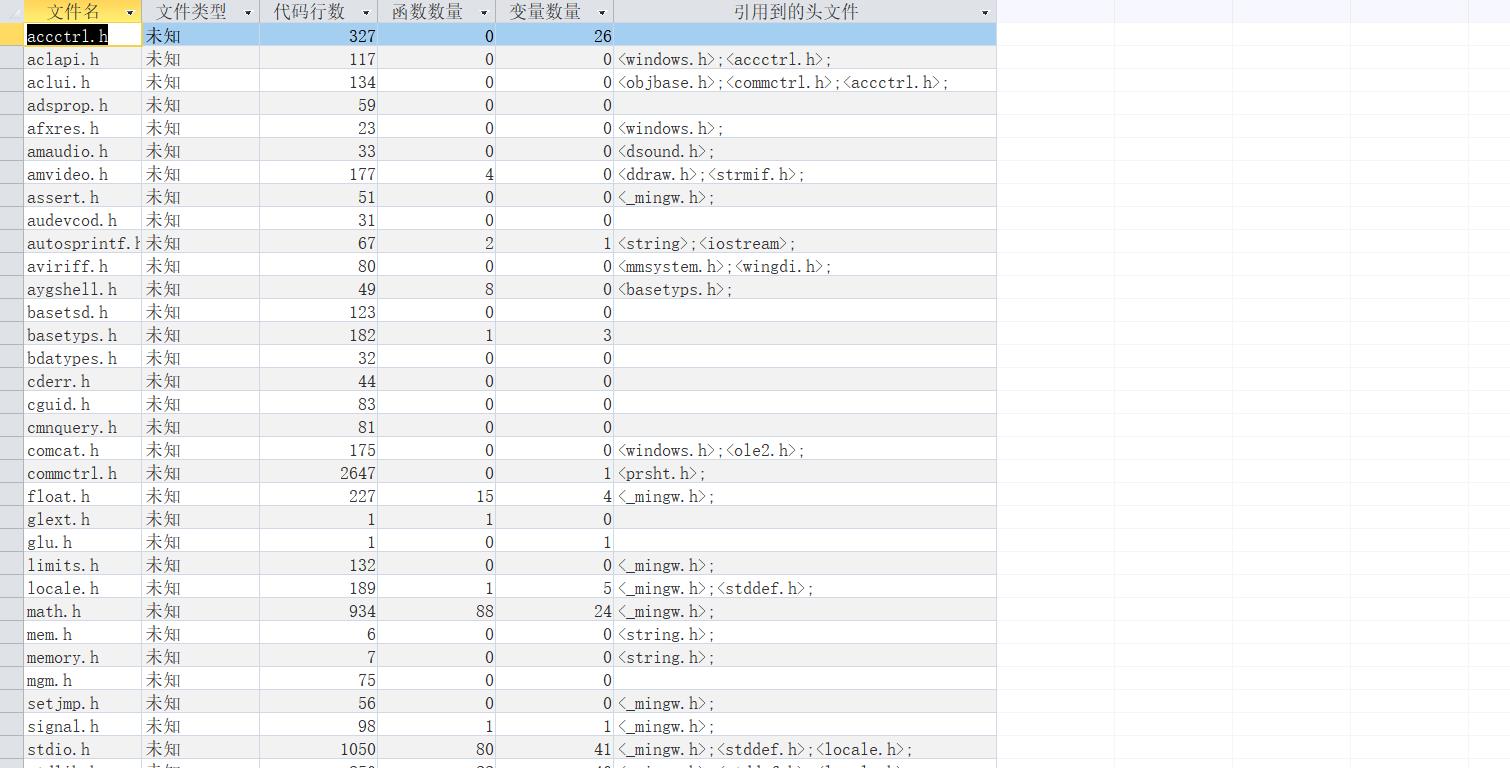 文件名 文件类型 代码行数 函数数量 变量数量 引用到的头文件
accctrl.h 未知 327 0 26
aclapi.h 未知 117 0 0 <windows.h>;<accctrl.h>;
aclui.h 未知 134 0 0 <objbase.h>;<commctrl.h>;<accctrl.h>;
adsprop.h 未知 59 0 0
afxres.h 未知 23 0 0 <windows.h>;
amaudio.h 未知 33 0 0 <dsound.h>;
amvideo.h 未知 177 4 0 <ddraw.h>;<strmif.h>;
assert.h 未知 51 0 0 <_mingw.h>;
audevcod.h 未知 31 0 0
autosprintf.h 未知 67 2 1 <string>;<iostream>;
aviriff.h 未知 80 0 0 <mmsystem.h>;<wingdi.h>;
aygshell.h 未知 49 8 0 <basetyps.h>;
basetsd.h 未知 123 0 0
basetyps.h 未知 182 1 3
bdatypes.h 未知 32 0 0
cderr.h 未知 44 0 0
cguid.h 未知 83 0 0
cmnquery.h 未知 81 0 0
comcat.h 未知 175 0 0 <windows.h>;<ole2.h>;
commctrl.h 未知 2647 0 1 <prsht.h>;
float.h 未知 227 15 4 <_mingw.h>;
glext.h 未知 1 1 0
glu.h 未知 1 0 1
limits.h 未知 132 0 0 <_mingw.h>;
locale.h 未知 189 1 5 <_mingw.h>;<stddef.h>;
math.h 未知 934 88 24 <_mingw.h>;
mem.h 未知 6 0 0 <string.h>;
memory.h 未知 7 0 0 <string.h>;
mgm.h 未知 75 0 0
setjmp.h 未知 56 0 0 <_mingw.h>;
signal.h 未知 98 1 1 <_mingw.h>;
stdio.h 未知 1050 80 41 <_mingw.h>;<stddef.h>;<locale.h>;